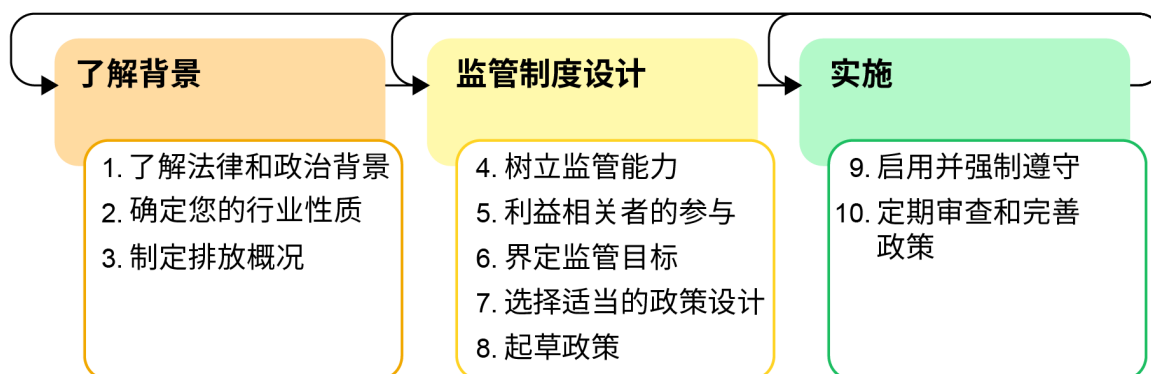 了解背景
1. 了解法律和政治背景
2. 确定您的行业性质
3. 制定排放概况
监管制度设计
4. 树立监管能力
5. 利益相关者的参与
6. 界定监管目标
7. 选择适当的政策设计
8. 起草政策
实施
9. 启用并强制遵守
10. 定期审查和完善
政策